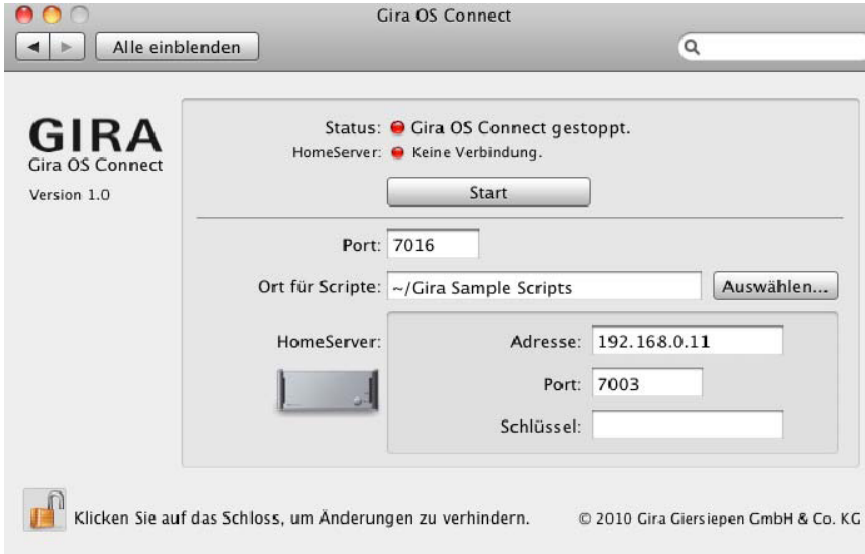 Gira OS Connect
Alle einblenden
GIRA
Gira OS Connect
Version 1.0
Status: Gira OS Connect gestoppt.
HomeServer: Keine Verbindung.
Start
Port: 7016
Ort für Scripte: ~/Gira Sample Scripts Auswählen...
HomeServer:
Adresse: 192.168.0.11
Port: 7003
Schlüssel:
Klicken Sie auf das Schloss, um Änderungen zu verhindern.
© 2010 Gira Giersiepen GmbH & Co. KG